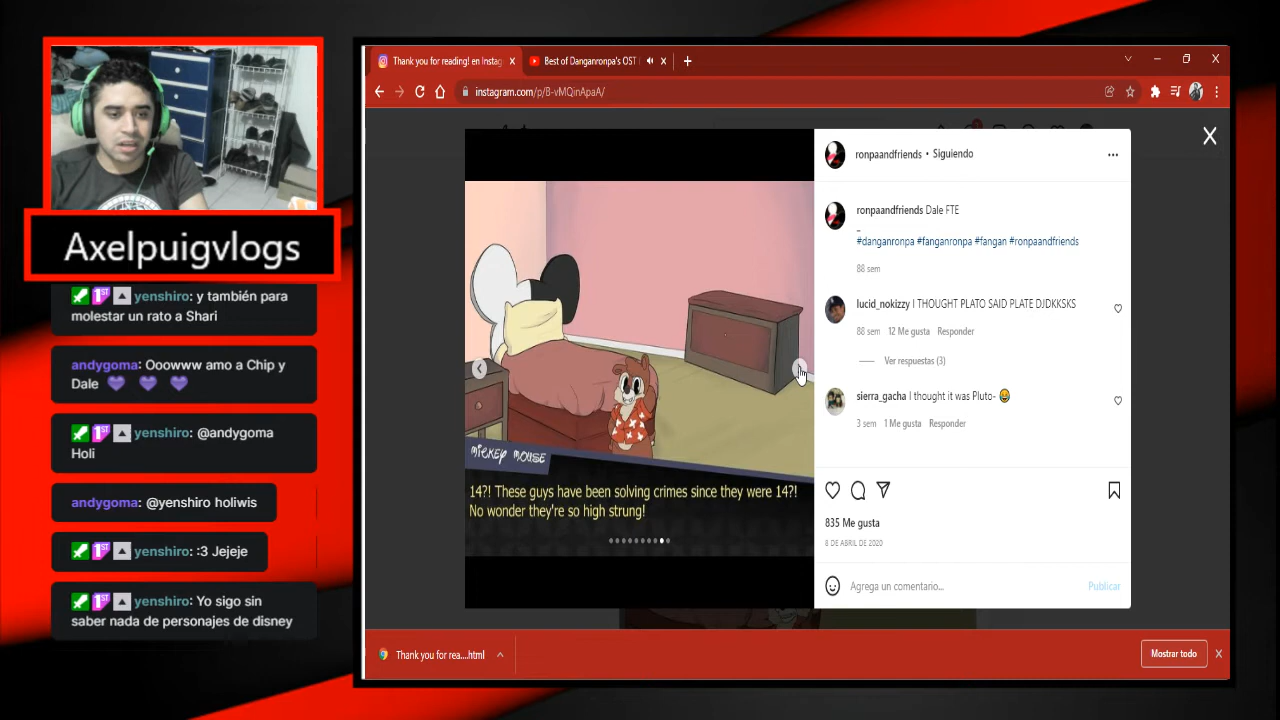 Axelpuigvlogs
yenshiro: y también para
molestar un rato a Shari
andygoma: Ooowww amo a Chip y
Dale
yenshiro: @andygoma
Holi
andygoma: @yenshiro holiwis
yenshiro: :3 Jejeje
yenshiro: Yo sigo sin
saber nada de personajes de disney
Thank you for reading! en Instag
Best of Danganronpa's OST
instagram.com/p/B-vMQinApaA/
MICKEY MOUSE
14?! These guys have been solving crimes since they were 14?!
No wonder they're so high strung!
ronpaandfriends • Siguiendo
ronpaandfriends Dale FTE
_
#danganronpa #fanganronpa #fangan #ronpaandfriends
88 sem
lucid_nokizzy I THOUGHT PLATO SAID PLATE DJDKKSKS
88 sem 12 Me gusta Responder
Ver respuestas (3)
sierra_gacha I thought it was Pluto-
3 sem 1 Me gusta Responder
835 Me gusta
8 DE ABRIL DE 2020
Agrega un comentario... Publicar
Thank you for rea....html
Mostrar todo